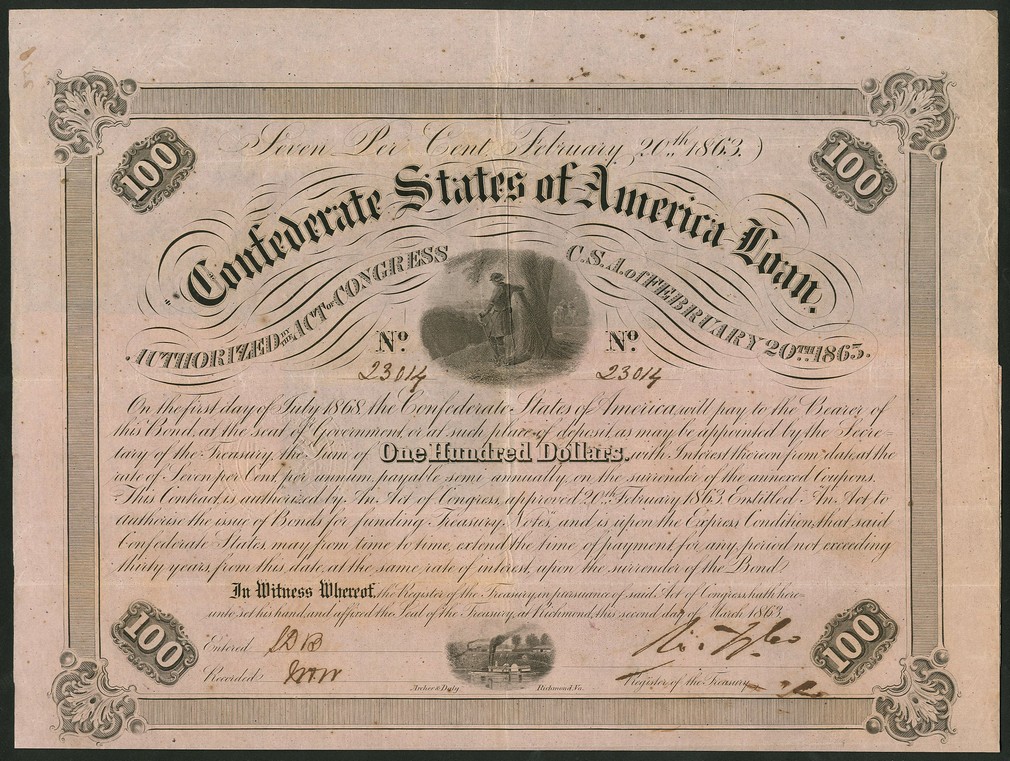 100
Seven Per Cent, February 20th 1863.
100
Confederate States of America Loan.
AUTHORIZED BY THE ACT OF CONGRESS C.S.A. of FEBRUARY 20TH 1863.
No. No.
23014 23014
On the first day of July 1868, the Confederate States of America, will pay to the Bearer of
this Bond, at the seat of Government, or at such place of deposit, as may be appointed by the Secre-
tary of the Treasury, the Sum of One Hundred Dollars. with Interest thereon from date, at the
rate of Seven per Cent, per annum, payable semi annually, on the surrender of the annexed Coupons.
This Contract is authorized by An Act of Congress, approved 20th February 1863, Entitled "An Act to
authorise the issue of Bonds for funding Treasury Notes, and is upon the Express Condition, that said
Confederate States, may from time to time, extend the time of payment, for any period not exceeding
thirty years, from this date, at the same rate of interest, upon the surrender of the Bond.
In Witness Whereof, the Register of the Treasury, in pursuance of said Act of Congress, hath here-
unto set his hand, and affixed the Seal of the Treasury, at Richmond, this second day of March 1863.
100
Entered
100
Recorded
Archer & Daly Richmond, Va.
Register of the Treasury